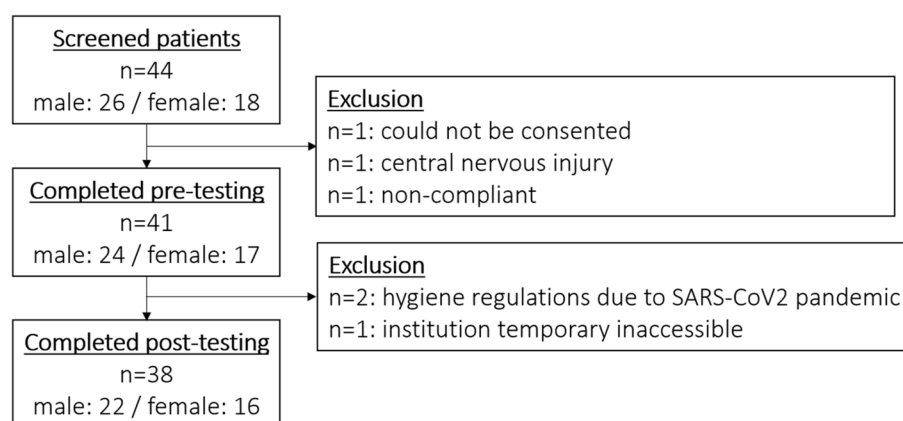 Screened patients
n=44
male: 26 / female: 18
Exclusion
n=1: could not be consented
n=1: central nervous injury
n=1: non-compliant
Completed pre-testing
n=41
male: 24 / female: 17
Exclusion
n=2: hygiene regulations due to SARS-CoV2 pandemic
n=1: institution temporary inaccessible
Completed post-testing
n=38
male: 22 / female: 16